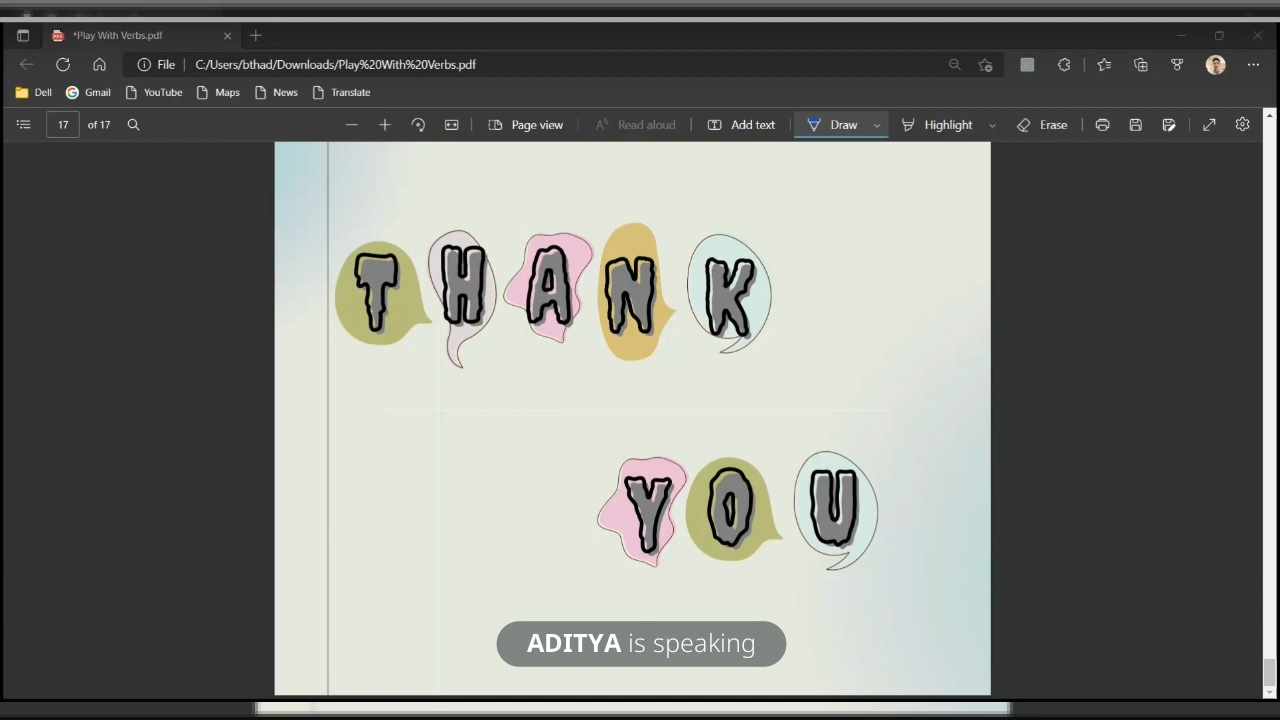 *Play With Verbs.pdf
File C:/Users/bthad/Downloads/Play%20With%20Verbs.pdf
Dell Gmail YouTube Maps News Translate
17 of 17 Page view Read aloud Add text Draw Highlight Erase
THANK
YOU
ADITYA is speaking